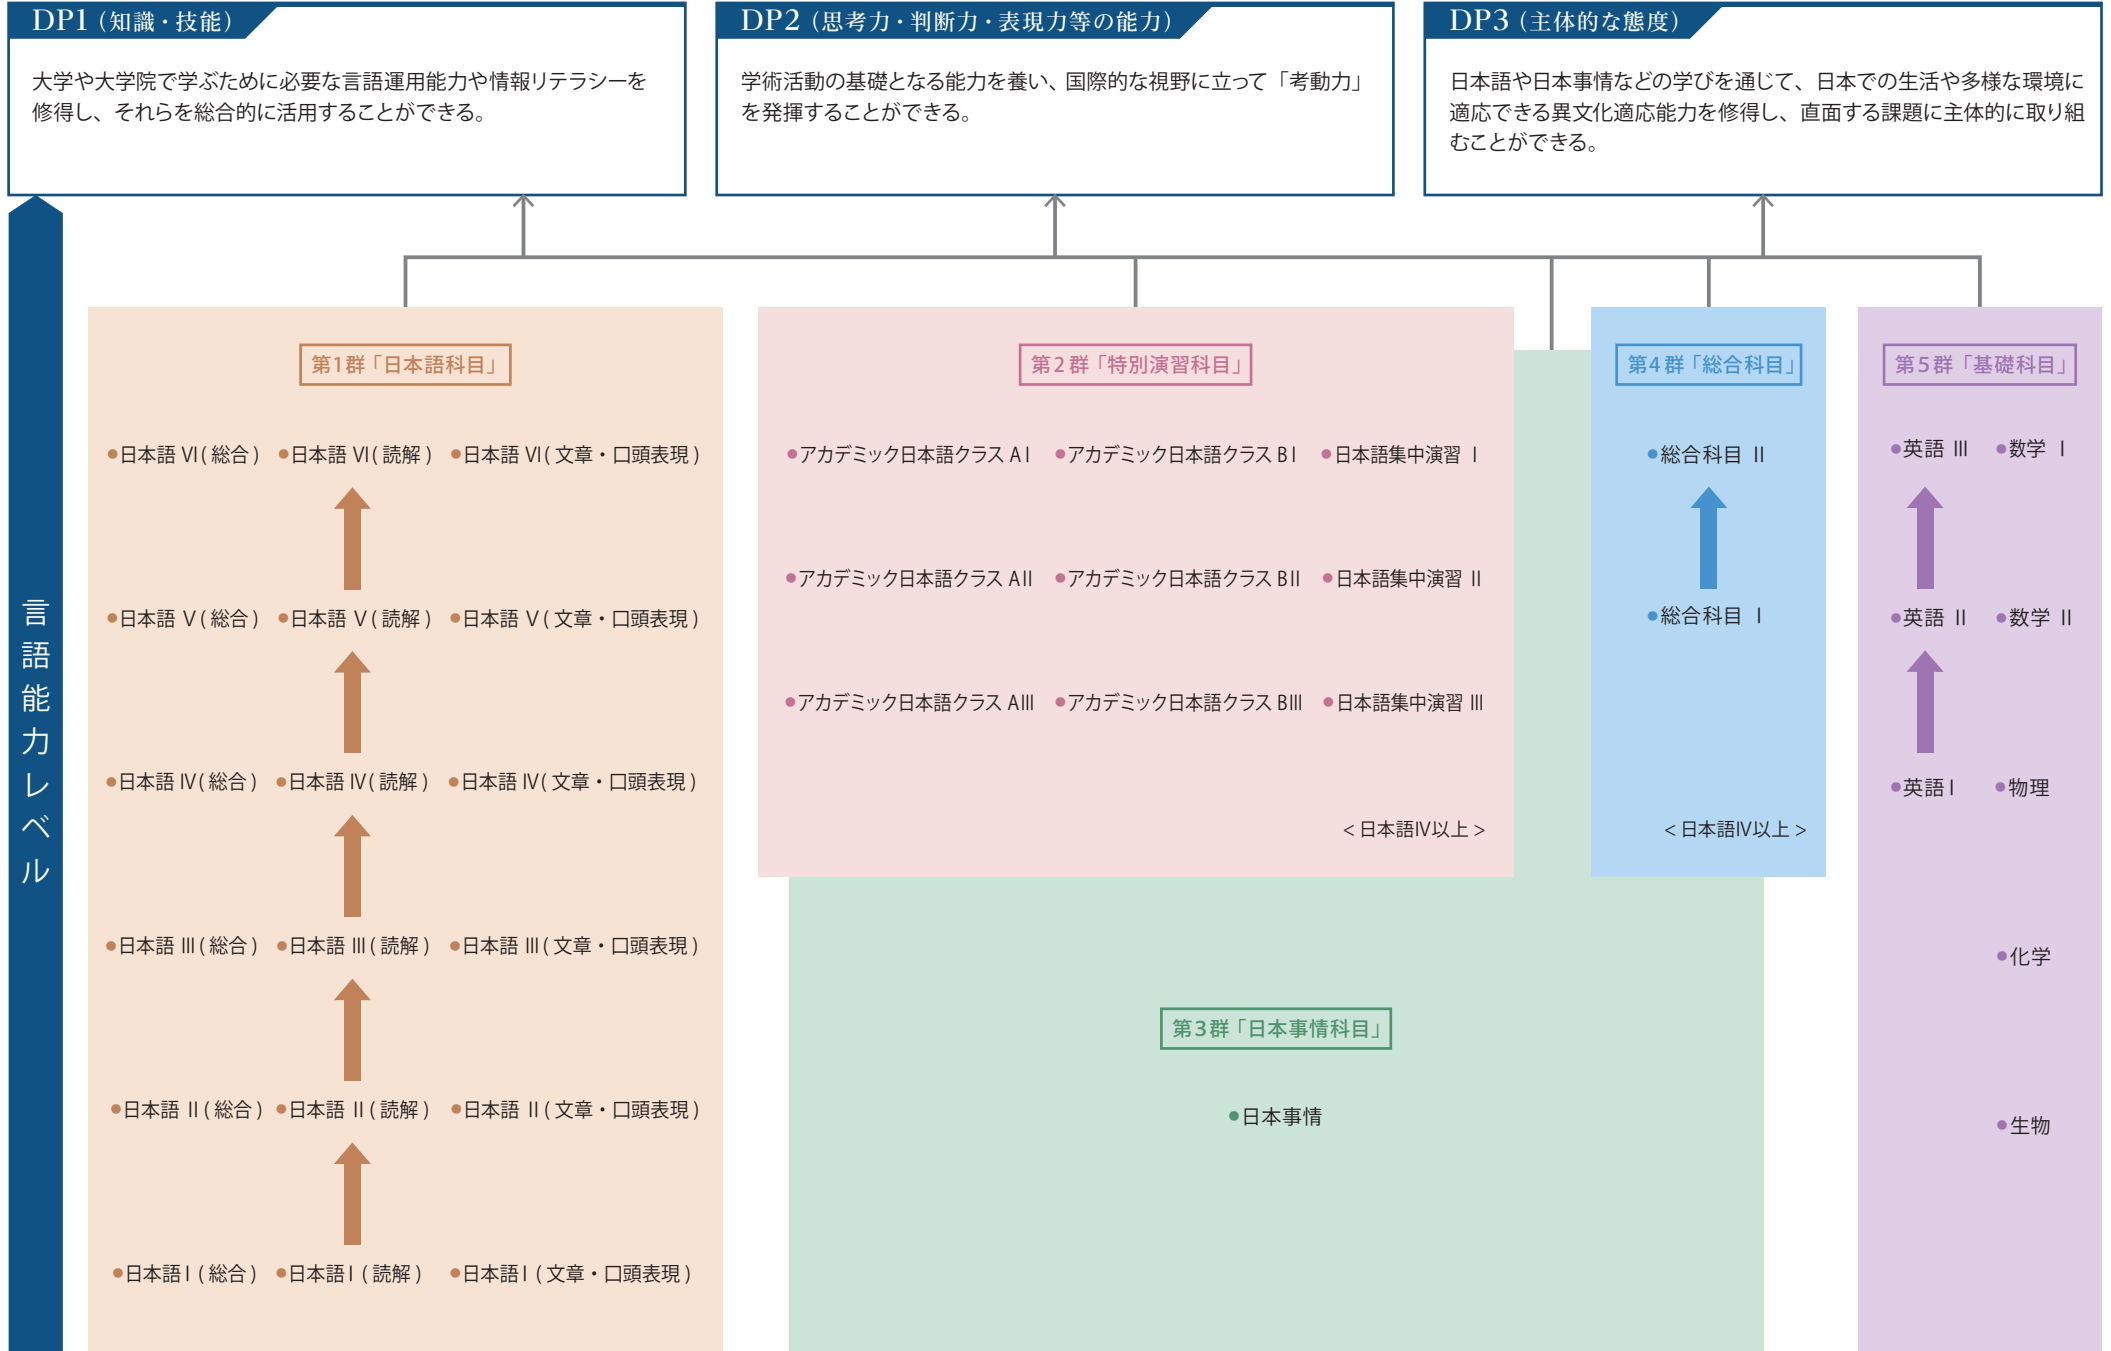 DP1（知識・技能）
大学や大学院で学ぶために必要な言語運用能力や情報リテラシーを
修得し、それらを総合的に活用することができる。
DP2（思考力・判断力・表現力等の能力）
学術活動の基礎となる能力を養い、国際的な視野に立って「考動力」
を発揮することができる。
DP3（主体的な態度）
日本語や日本事情などの学びを通じて、日本での生活や多様な環境に
適応できる異文化適応能力を修得し、直面する課題に主体的に取り組
むことができる。
言語能力レベル
第1群「日本語科目」
●日本語 VI(総合) ●日本語 VI(読解) ●日本語 VI(文章・口頭表現)
●日本語 V(総合) ●日本語 V(読解) ●日本語 V(文章・口頭表現)
●日本語 IV(総合) ●日本語 IV(読解) ●日本語 IV(文章・口頭表現)
●日本語 III(総合) ●日本語 III(読解) ●日本語 III(文章・口頭表現)
●日本語 II(総合) ●日本語 II(読解) ●日本語 II(文章・口頭表現)
●日本語 I(総合) ●日本語 I(読解) ●日本語 I(文章・口頭表現)
第2群「特別演習科目」
●アカデミック日本語クラス AI ●アカデミック日本語クラス BI ●日本語集中演習 I
●アカデミック日本語クラス AII ●アカデミック日本語クラス BII ●日本語集中演習 II
●アカデミック日本語クラス AIII ●アカデミック日本語クラス BIII ●日本語集中演習 III
<日本語IV以上>
第3群「日本事情科目」
●日本事情
第4群「総合科目」
●総合科目 II
●総合科目 I
<日本語IV以上>
第5群「基礎科目」
●英語 III ●数学 I
●英語 II ●数学 II
●英語 I ●物理
●化学
●生物